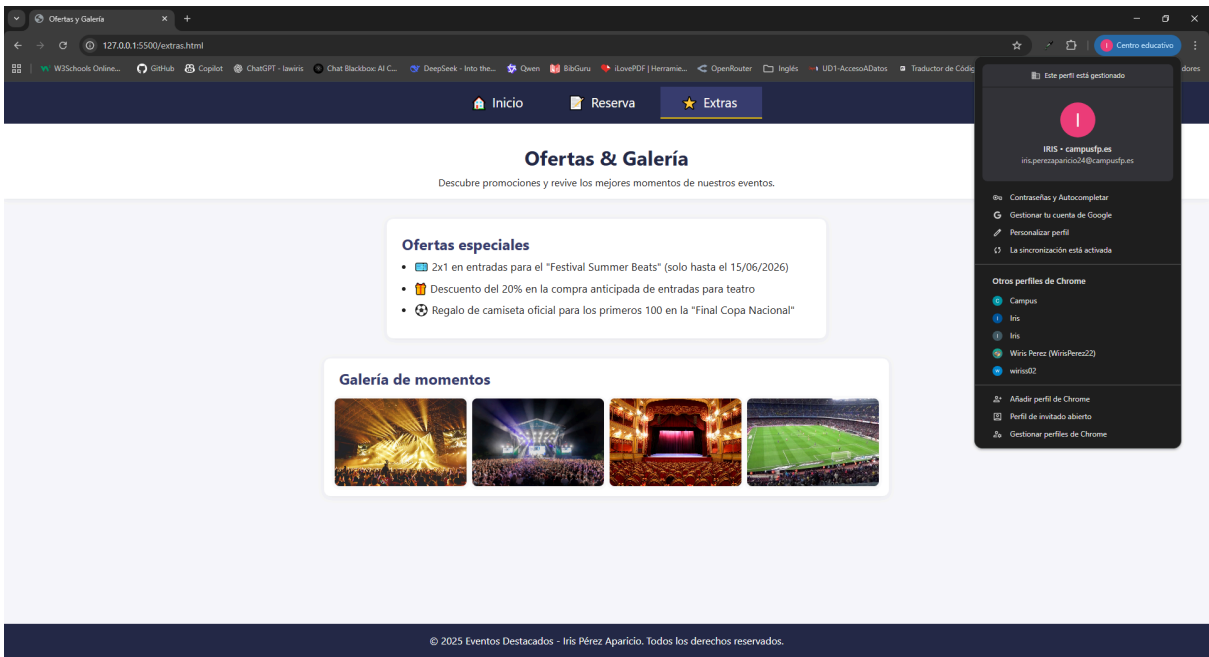 Ofertas y Galería
127.0.0.1:5500/extras.html
Centro educativo
W3Schools Online...
GitHub
Copilot
ChatGPT - Iawiris
Chat Blackbox: AI C...
DeepSeek - Into the...
Qwen
BibGuru
iLovePDF | Herramie...
OpenRouter
Inglés
UD1-AccesoADatos
Traductor de Códig
dores
Inicio
Reserva
Extras
Este perfil está gestionado
I
IRIS • campusfp.es
iris.perezaparicio24@campusfp.es
Contraseñas y Autocompletar
Gestionar tu cuenta de Google
Personalizar perfil
La sincronización está activada
Otros perfiles de Chrome
Campus
Iris
Iris
Wiris Perez (WirisPerez22)
wiriss02
Añadir perfil de Chrome
Perfil de invitado abierto
Gestionar perfiles de Chrome
Ofertas & Galería
Descubre promociones y revive los mejores momentos de nuestros eventos.
Ofertas especiales
• 2x1 en entradas para el "Festival Summer Beats" (solo hasta el 15/06/2026)
• Descuento del 20% en la compra anticipada de entradas para teatro
• Regalo de camiseta oficial para los primeros 100 en la "Final Copa Nacional"
Galería de momentos
© 2025 Eventos Destacados - Iris Pérez Aparicio. Todos los derechos reservados.